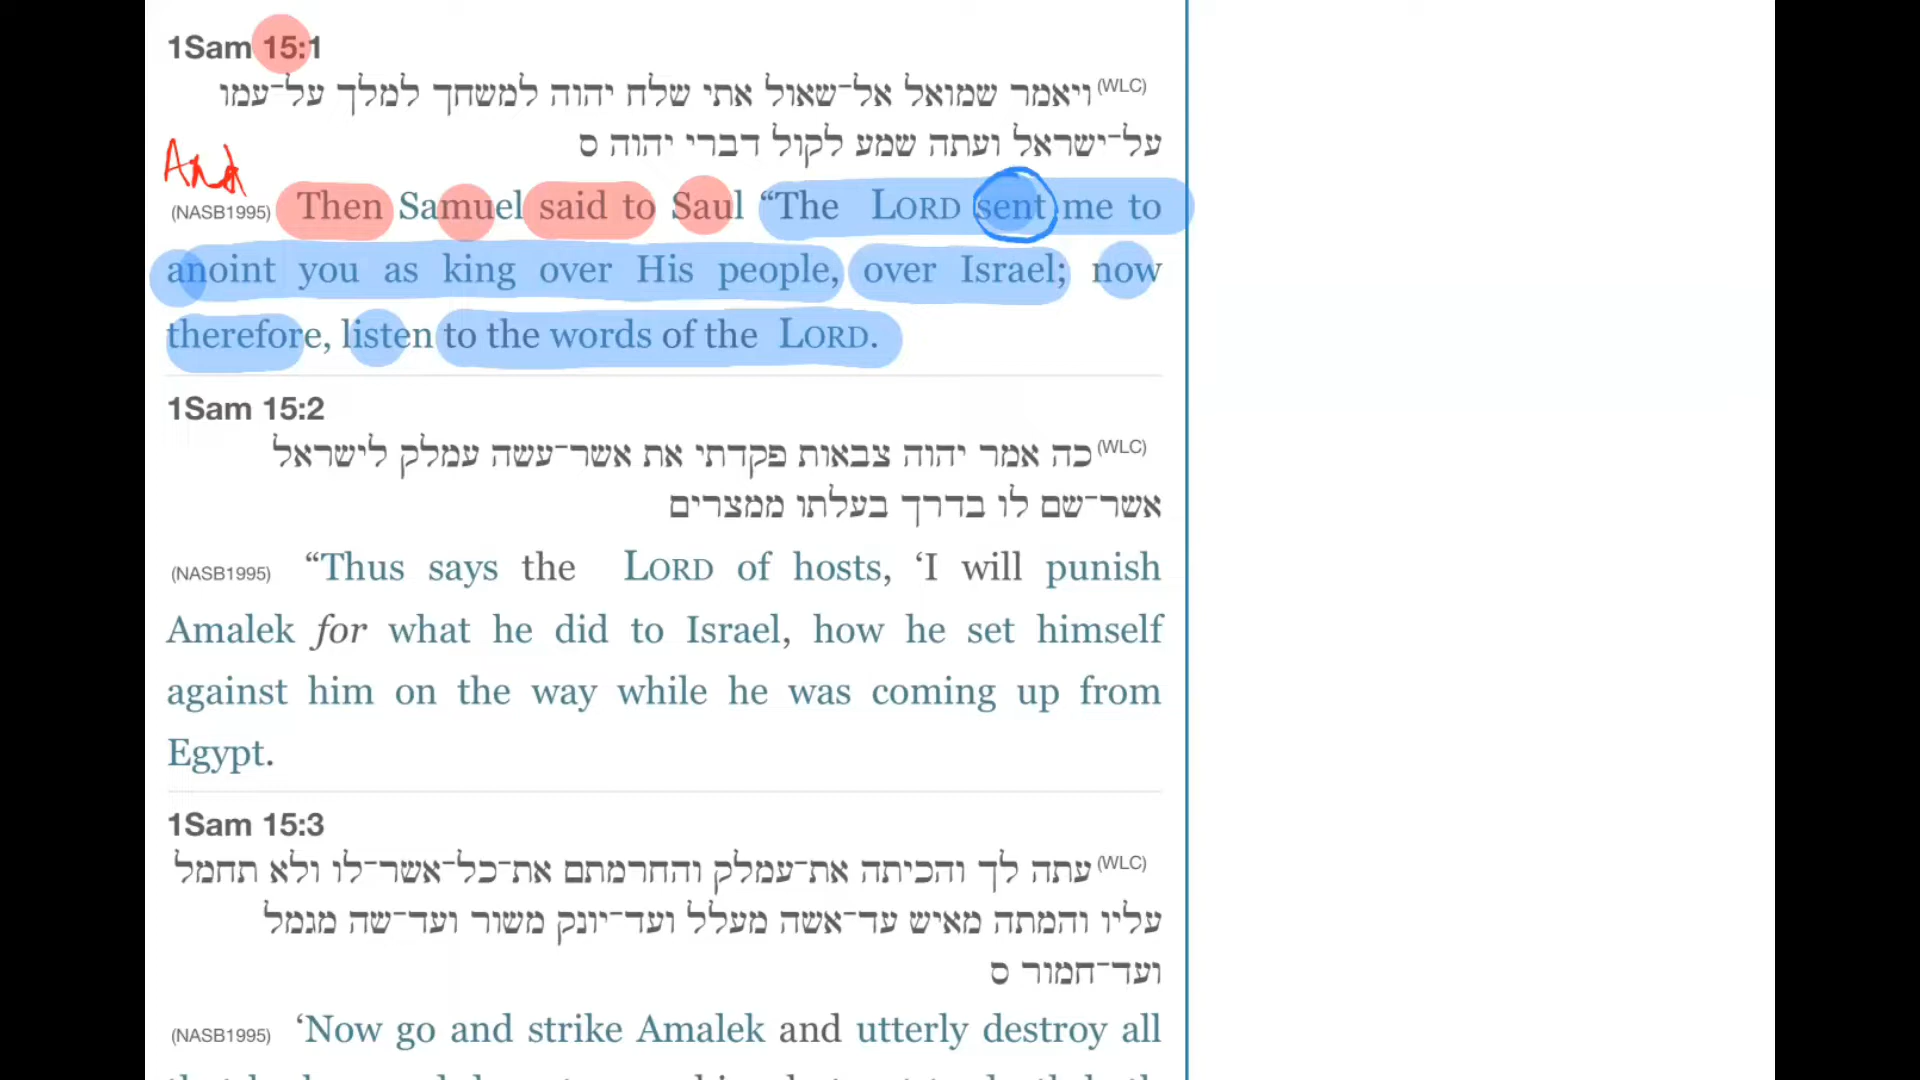 1Sam 15:1
(WLC) ויאמר שמואל אל־שאול אתי שלח יהוה למשחך למלך על־עמו
על־ישראל ועתה שמע לקול דברי יהוה ס
And
(NASB1995) Then Samuel said to Saul “The LORD sent me to
anoint you as king over His people, over Israel; now
therefore, listen to the words of the LORD.
1Sam 15:2
(WLC) כה אמר יהוה צבאות פקדתי את אשר־עשה עמלק לישראל
אשר־שם לו בדרך בעלתו ממצרים
(NASB1995) “Thus says the LORD of hosts, ‘I will punish
Amalek for what he did to Israel, how he set himself
against him on the way while he was coming up from
Egypt.
1Sam 15:3
(WLC) עתה לך והכיתה את־עמלק והחרמתם את־כל־אשר־לו ולא תחמל
עליו והמתה מאיש עד־אשה מעלל ועד־יונק משור ועד־שה מגמל
ועד־חמור ס
(NASB1995) ‘Now go and strike Amalek and utterly destroy all